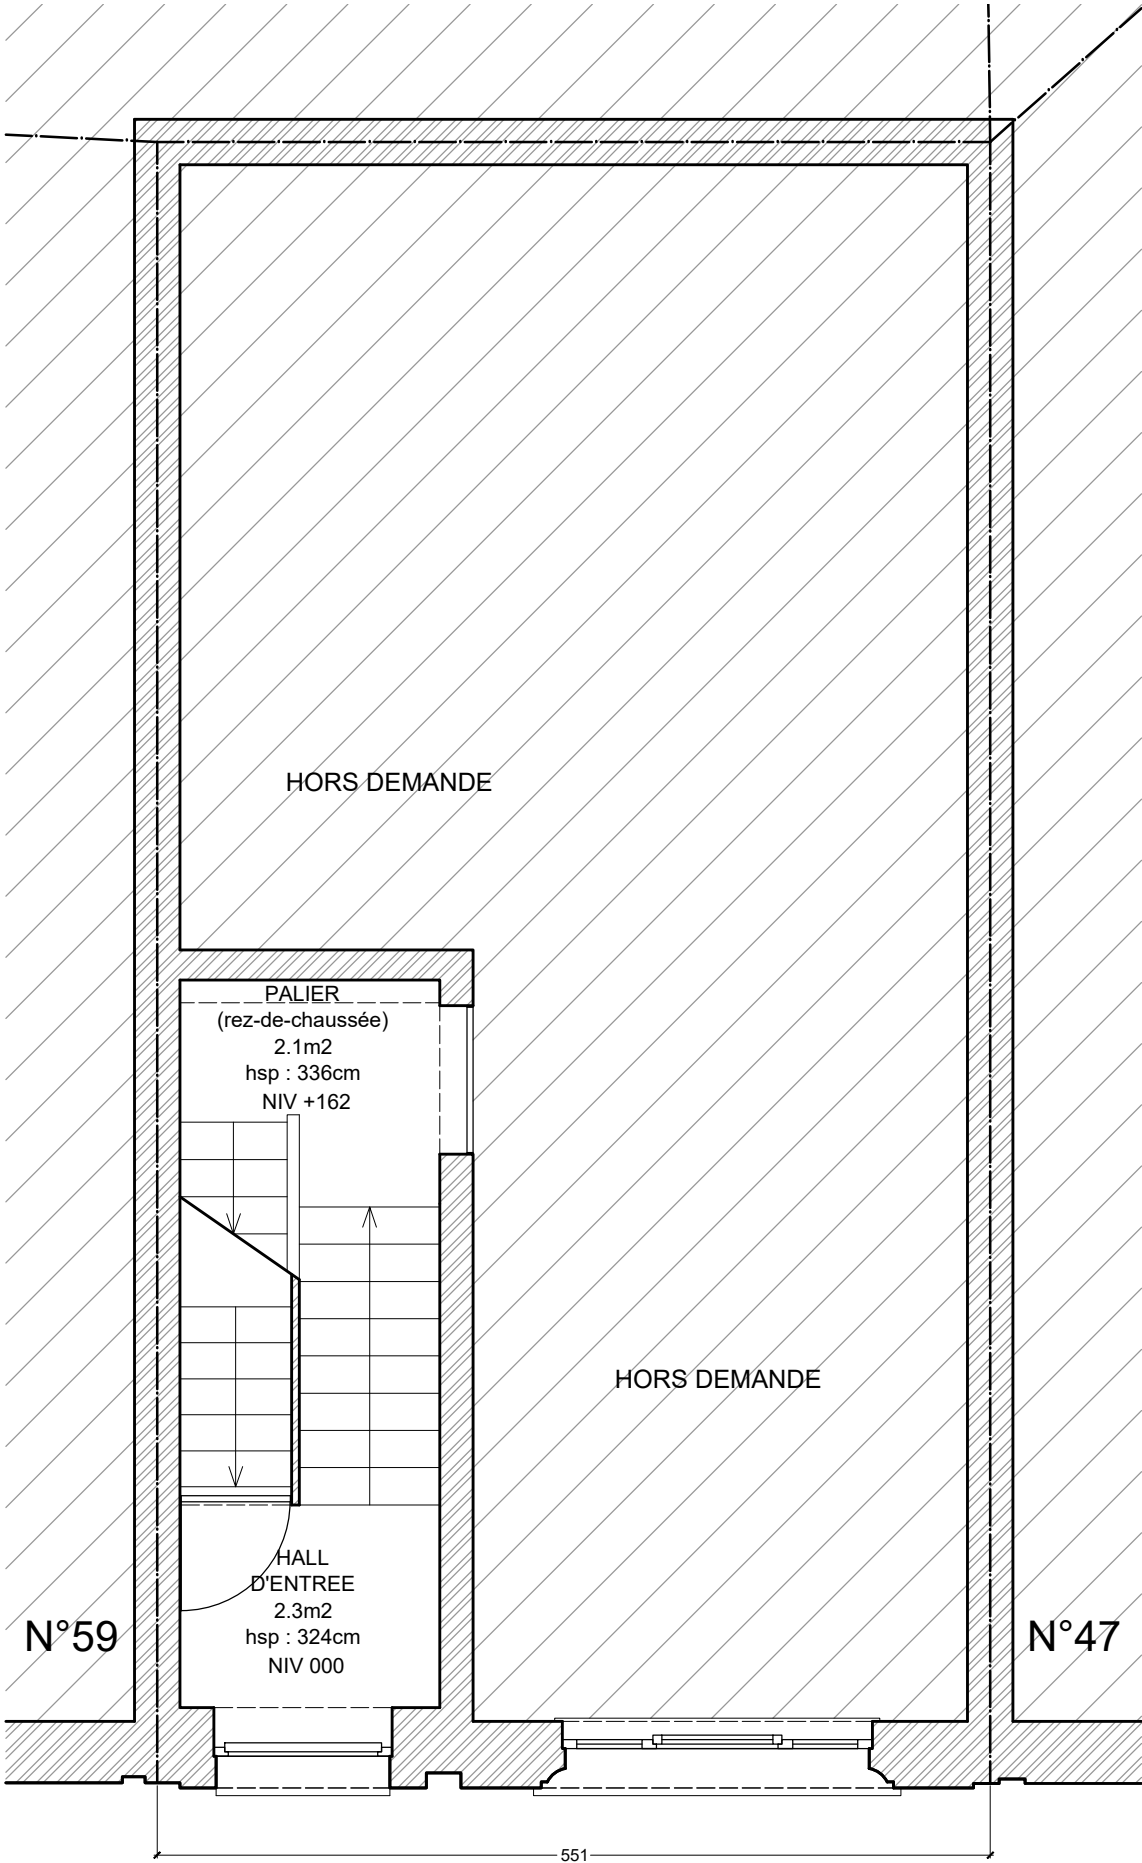 HORS DEMANDE
PALIER
(rez-de-chaussée)
2.1m2
hsp : 336cm
NIV +162
HORS DEMANDE
HALL
D'ENTREE
2.3m2
hsp : 324cm
NIV 000
N°59
N°47
551